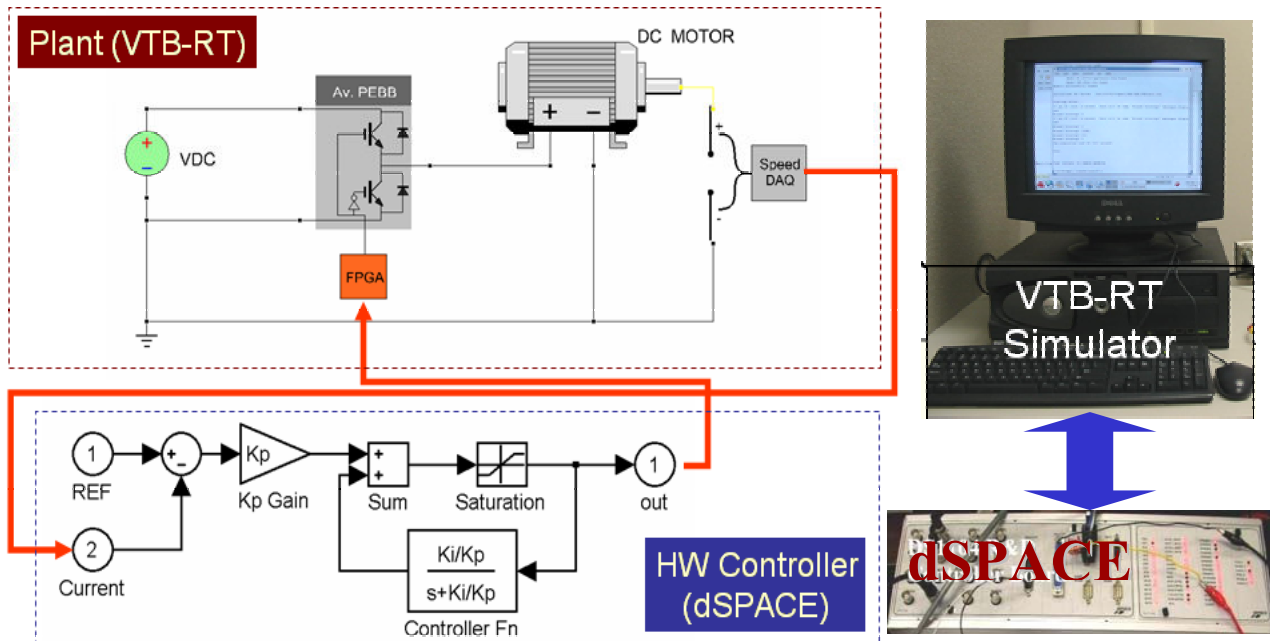 Plant (VTB-RT)
DC MOTOR
Av. PEBB
+
−
+
−
VDC
+
-
Speed
DAQ
FPGA
VTB-RT
Simulator
DELL
1
REF
+
−
Kp
Kp Gain
+
+
Sum
Saturation
1
out
2
Current
Ki/Kp
s+Ki/Kp
Controller Fn
HW Controller
(dSPACE)
dSPACE